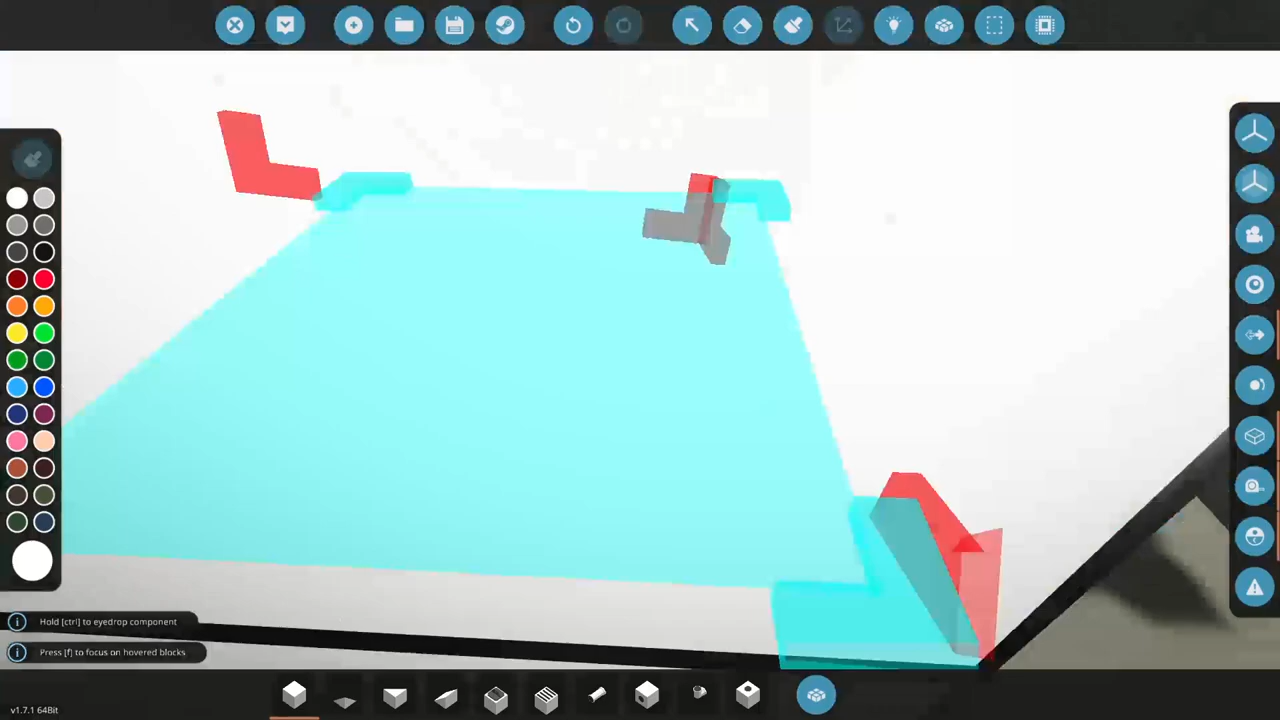 Hold [ctrl] to eyedrop component
Press [f] to focus on hovered blocks
v1.7.1 64Bit